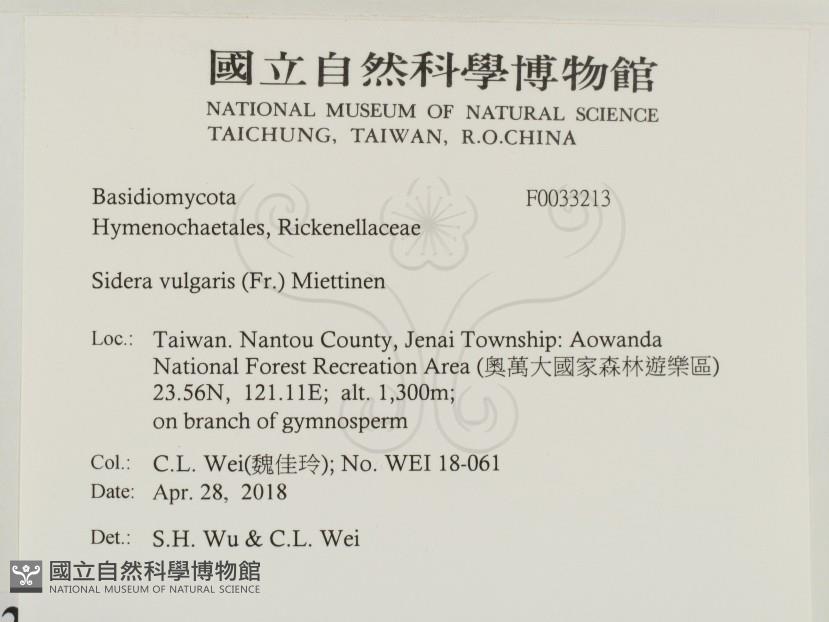 國立自然科學博物館
NATIONAL MUSEUM OF NATURAL SCIENCE
TAICHUNG, TAIWAN, R.O.CHINA
Basidiomycota F0033213
Hymenochaetales, Rickenellaceae
Sidera vulgaris (Fr.) Miettinen
Loc.: Taiwan. Nantou County, Jenai Township: Aowanda
National Forest Recreation Area (奧萬大國家森林遊樂區)
23.56N, 121.11E; alt. 1,300m;
on branch of gymnosperm
Col.: C.L. Wei(魏佳玲); No. WEI 18-061
Date: Apr. 28, 2018
Det.: S.H. Wu & C.L. Wei
國立自然科學博物館
NATIONAL MUSEUM OF NATURAL SCIENCE